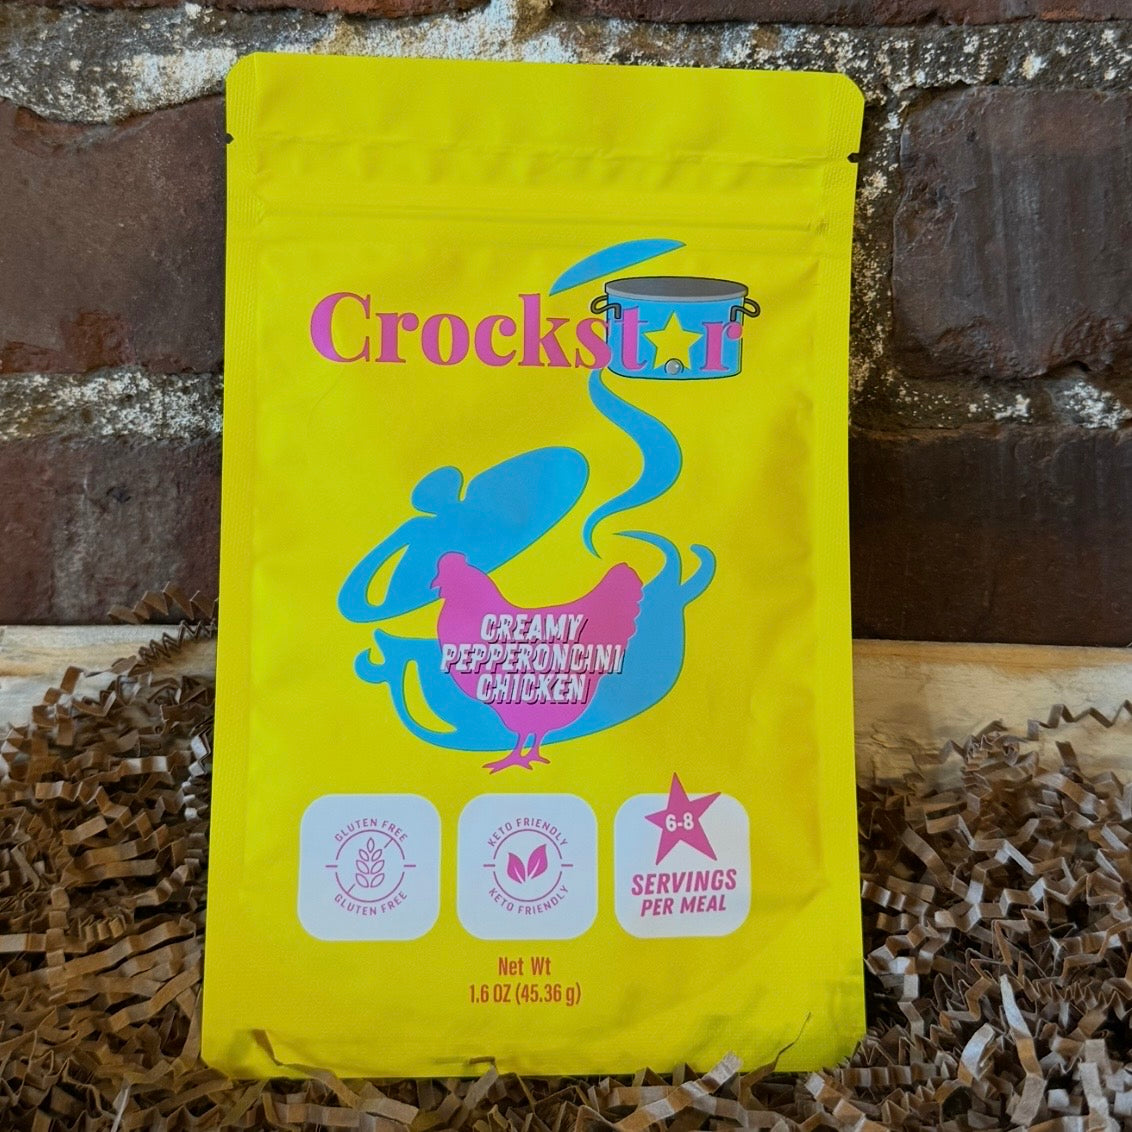 Crockstar
CREAMY
PEPPERONCINI
CHICKEN
GLUTEN FREE
GLUTEN FREE
KETO FRIENDLY
KETO FRIENDLY
6-8
SERVINGS
PER MEAL
Net Wt
1.6 OZ (45.36 g)